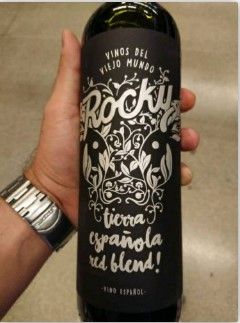 VINOS DEL
VIEJO MUNDO
Rocky
tierra
española
red blend!
-VINO ESPAÑOL-